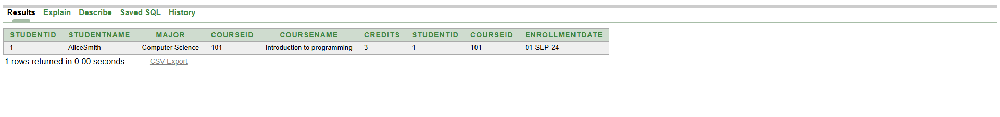 Results Explain Describe Saved SQL History
STUDENTID STUDENTNAME MAJOR COURSEID COURSENAME CREDITS STUDENTID COURSEID ENROLLMENTDATE
1 AliceSmith Computer Science 101 Introduction to programming 3 1 101 01-SEP-24
1 rows returned in 0.00 seconds CSV Export